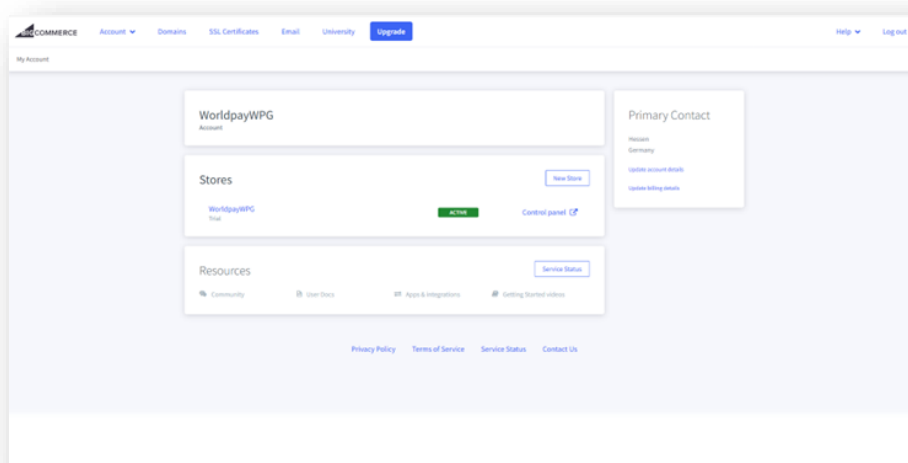 BIGCOMMERCE Account Domains SSL Certificates Email University Upgrade Help Log out
My Account
WorldpayWPG
Account
Primary Contact
Hessam
Germany
Update account details
Update billing details
Stores
New Store
WorldpayWPG
Trial
ACTIVE
Control panel
Resources
Service Status
Community
User Docs
Apps & Integrations
Getting Started videos
Privacy Policy Terms of Service Service Status Contact Us